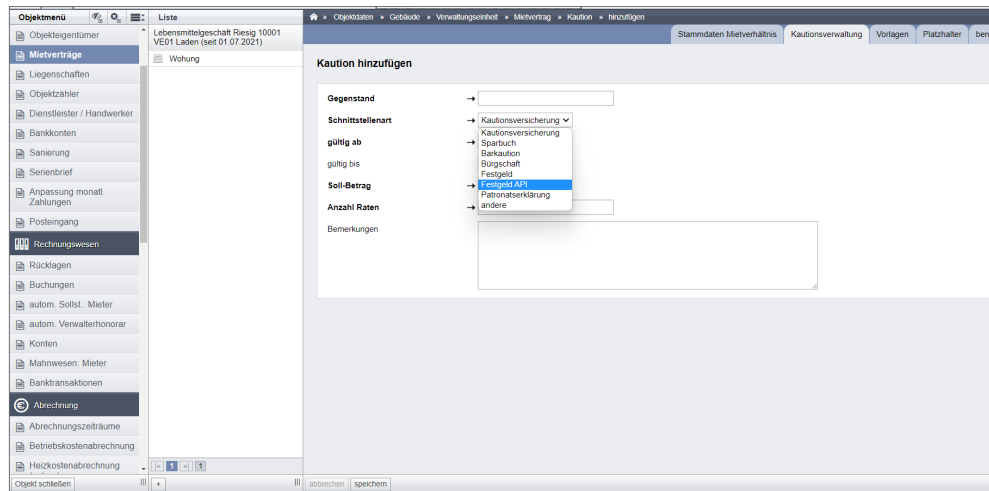 Objektmenü
Objekteigentümer
Mietverträge
Liegenschaften
Objektzähler
Dienstleister / Handwerker
Bankkonten
Sanierung
Serienbrief
Anpassung monatl.
Zahlungen
Posteingang
Rechnungswesen
Rücklagen
Buchungen
autom. Sollst.: Mieter
autom. Verwalterhonorar
Konten
Mahnwesen: Mieter
Banktransaktionen
Abrechnung
Abrechnungszeiträume
Betriebskostenabrechnung
Heizkostenabrechnung
Objekt schließen
Liste
Lebensmittelgeschäft Riesig 10001
VE01 Laden (seit 01.07.2021)
Wohung
1 1
+
» Objektdaten » Gebäude » Verwaltungseinheit » Mietvertrag » Kaution » hinzufügen
Stammdaten Mietverhältnis Kautionsverwaltung Vorlagen Platzhalter ben
Kaution hinzufügen
Gegenstand →
Schnittstellenart → Kautionsversicherung
gültig ab →
gültig bis
Soll-Betrag →
Anzahl Raten →
Bemerkungen
Kautionsversicherung
Sparbuch
Barkaution
Bürgschaft
Festgeld
Festgeld API
Patronatserklärung
andere
abbrechen speichern